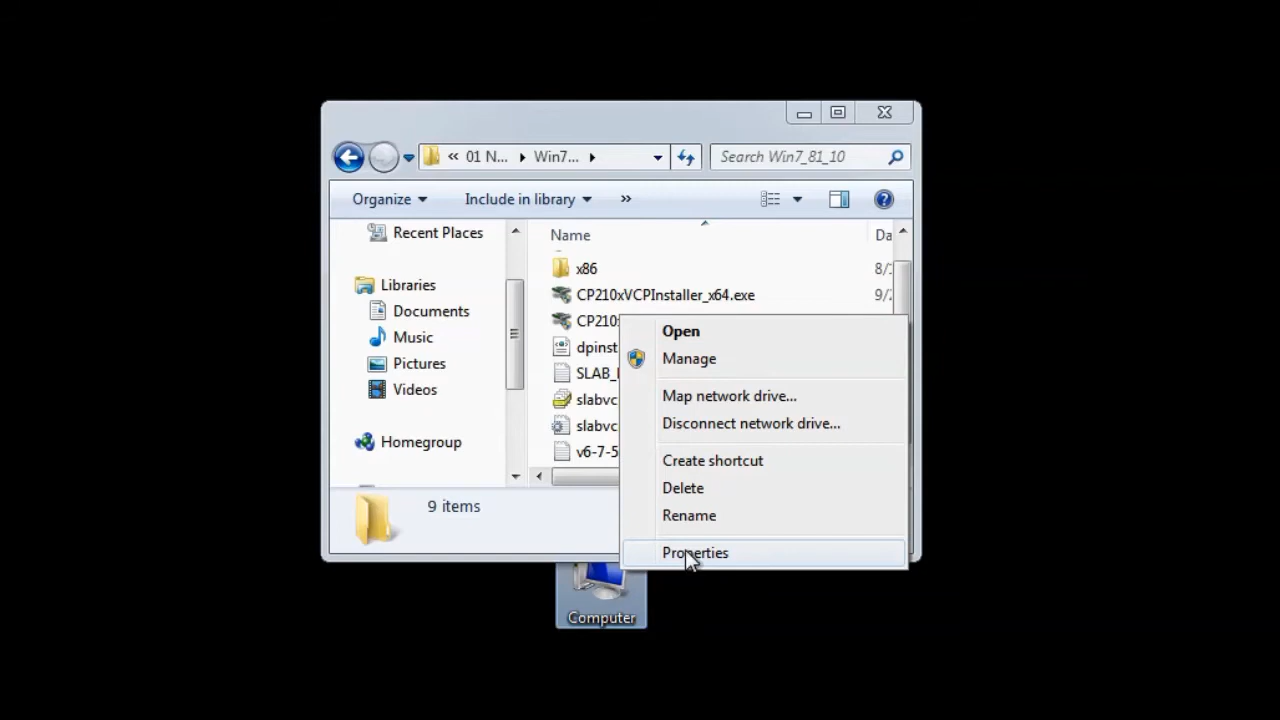 « 01 N... ▸ Win7... ▸
Search Win7_81_10
Organize
Include in library
»
Recent Places
Libraries
Documents
Music
Pictures
Videos
Homegroup
Name
Da
x86
8/
CP210xVCPInstaller_x64.exe
9/
CP210
dpinst
SLAB_
slabvc
slabvc
v6-7-5
Open
Manage
Map network drive...
Disconnect network drive...
Create shortcut
Delete
Rename
Properties
9 items
Computer